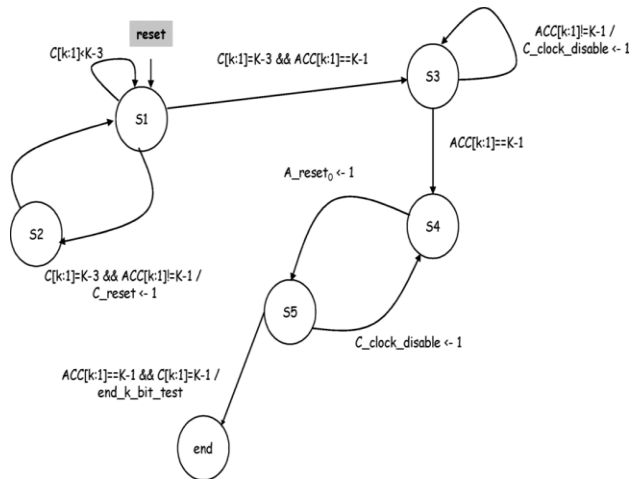 reset
C[k:1]<K-3
C[k:1]=K-3 && ACC[k:1]==K-1
ACC[k:1]!=K-1 /
C_clock_disable <- 1
S3
S1
ACC[k:1]==K-1
A_reset₀ <- 1
S4
S2
C[k:1]=K-3 && ACC[k:1]!=K-1 /
C_reset <- 1
S5
C_clock_disable <- 1
ACC[k:1]==K-1 && C[k:1]=K-1 /
end_k_bit_test
end